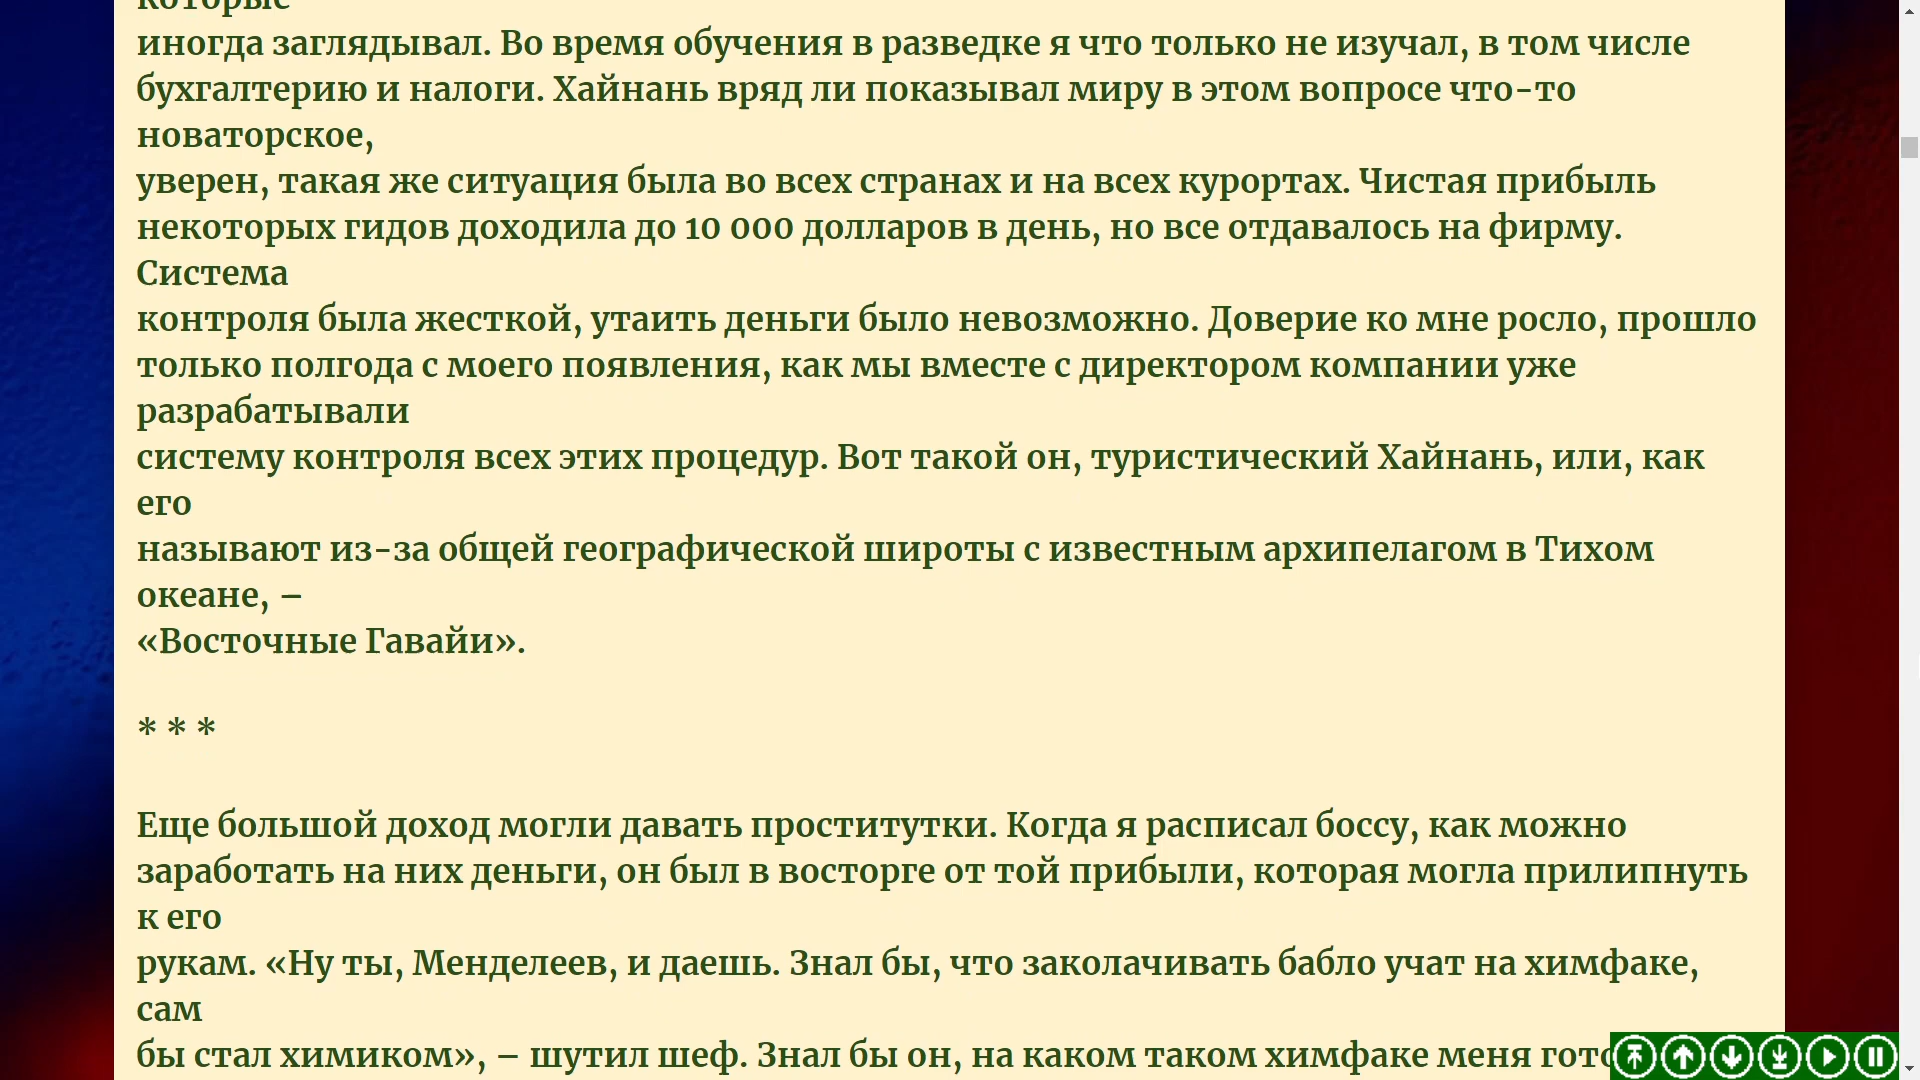 которые
иногда заглядывал. Во время обучения в разведке я что только не изучал, в том числе
бухгалтерию и налоги. Хайнань вряд ли показывал миру в этом вопросе что-то
новаторское,
уверен, такая же ситуация была во всех странах и на всех курортах. Чистая прибыль
некоторых гидов доходила до 10 000 долларов в день, но все отдавалось на фирму.
Система
контроля была жесткой, утаить деньги было невозможно. Доверие ко мне росло, прошло
только полгода с моего появления, как мы вместе с директором компании уже
разрабатывали
систему контроля всех этих процедур. Вот такой он, туристический Хайнань, или, как
его
называют из-за общей географической широты с известным архипелагом в Тихом
океане, –
«Восточные Гавайи».
* * *
Еще большой доход могли давать проститутки. Когда я расписал боссу, как можно
заработать на них деньги, он был в восторге от той прибыли, которая могла прилипнуть
к его
рукам. «Ну ты, Менделеев, и даешь. Знал бы, что заколачивать бабло учат на химфаке,
сам
бы стал химиком», – шутил шеф. Знал бы он, на каком таком химфаке меня